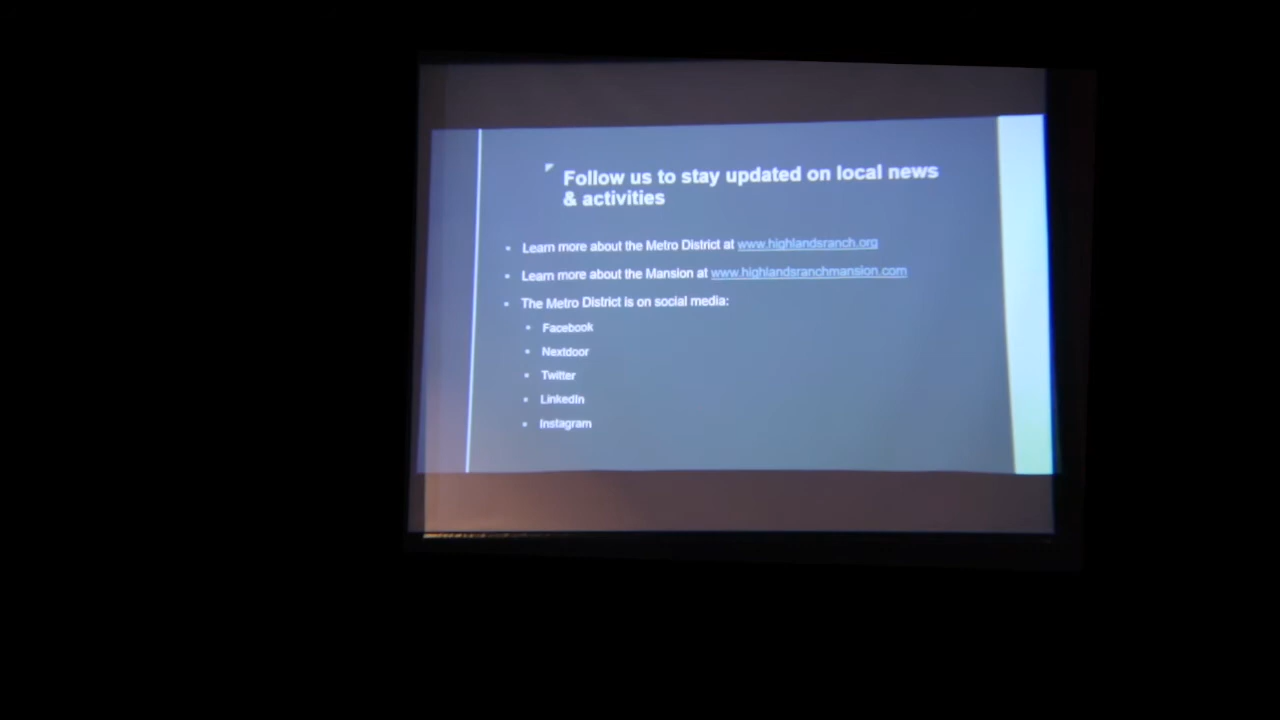 Follow us to stay updated on local news
& activities
Learn more about the Metro District at www.highlandsranch.org
Learn more about the Mansion at www.highlandsranchmansion.com
The Metro District is on social media:
Facebook
Nextdoor
Twitter
LinkedIn
Instagram